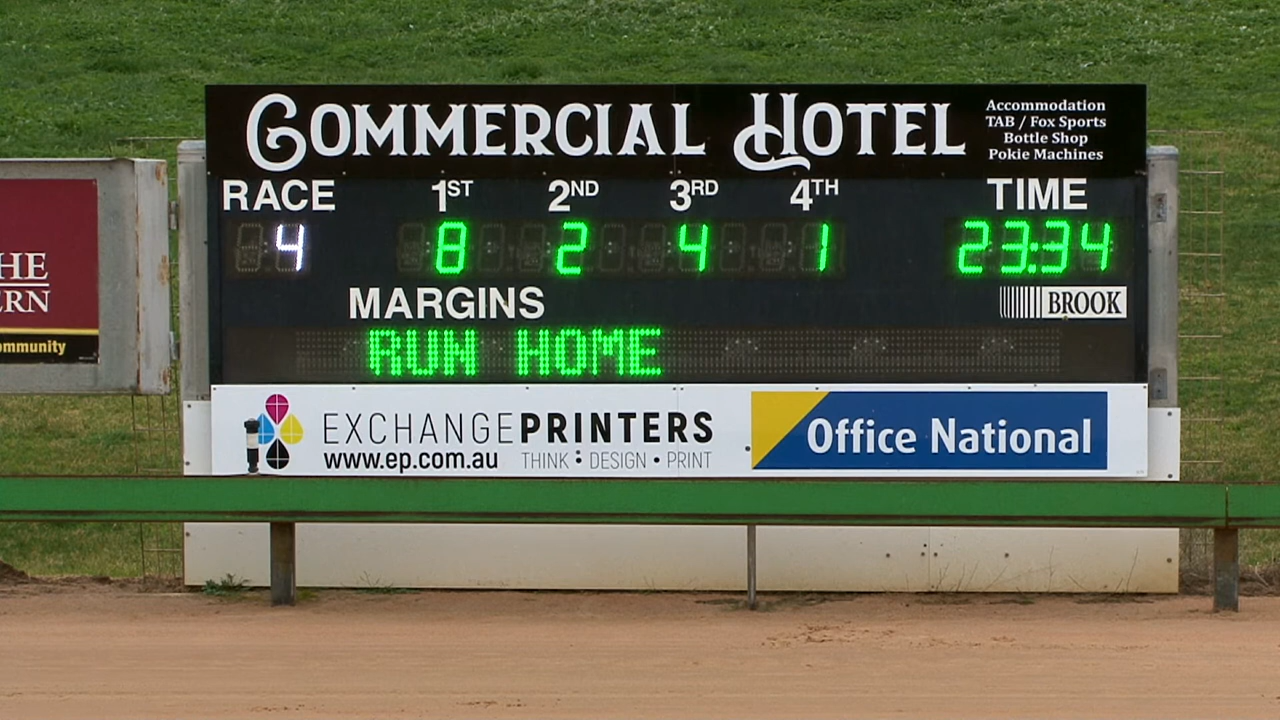 COMMERCIAL HOTEL
Accommodation
TAB / Fox Sports
Bottle Shop
Pokie Machines
RACE 1ST 2ND 3RD 4TH TIME
4 8 2 4 1 23:34
MARGINS
BROOK
RUN HOME
HE
ERN
ommunity
EXCHANGEPRINTERS
www.ep.com.au THINK • DESIGN • PRINT
Office National